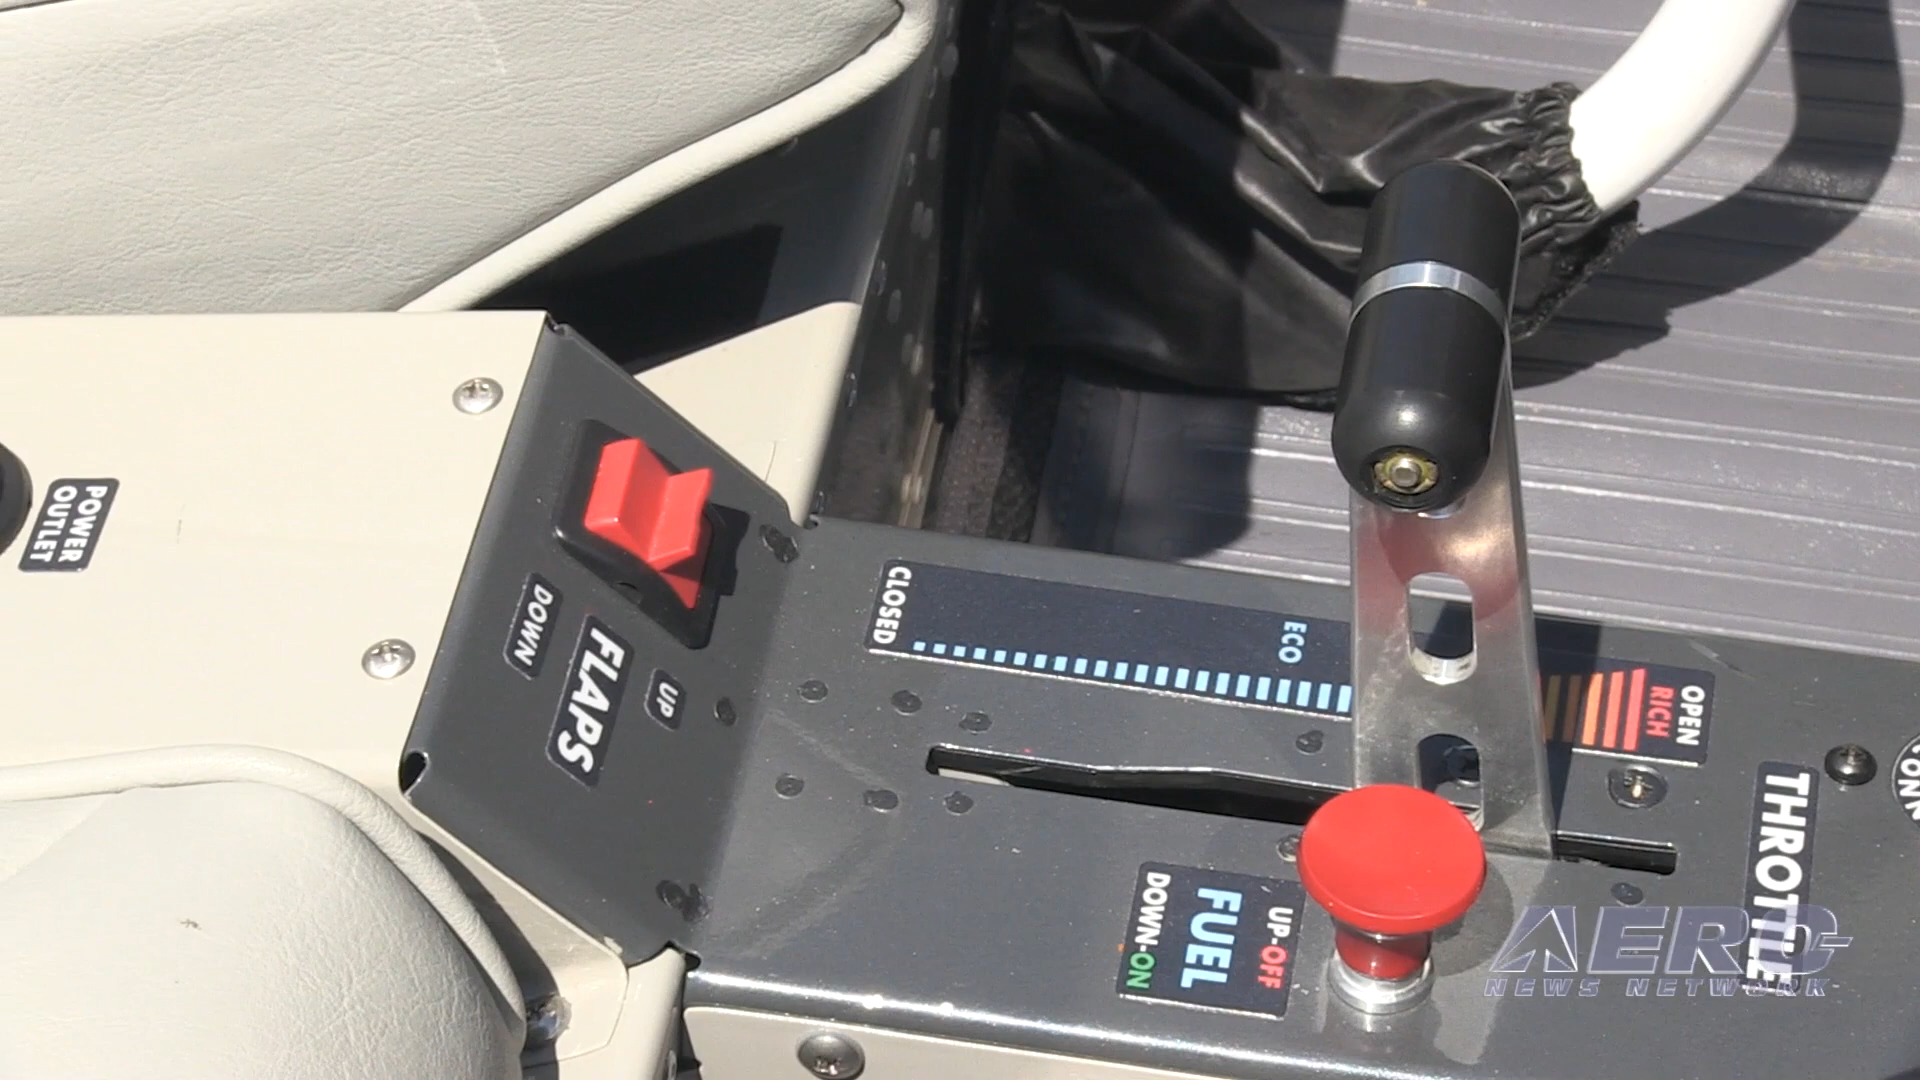 POWER
OUTLET
DOWN
FLAPS
UP
CLOSED
ECO
RICH
OPEN
THROTTLE
UP-OFF
FUEL
DOWN-ON
AERO
NEWS NETWORK